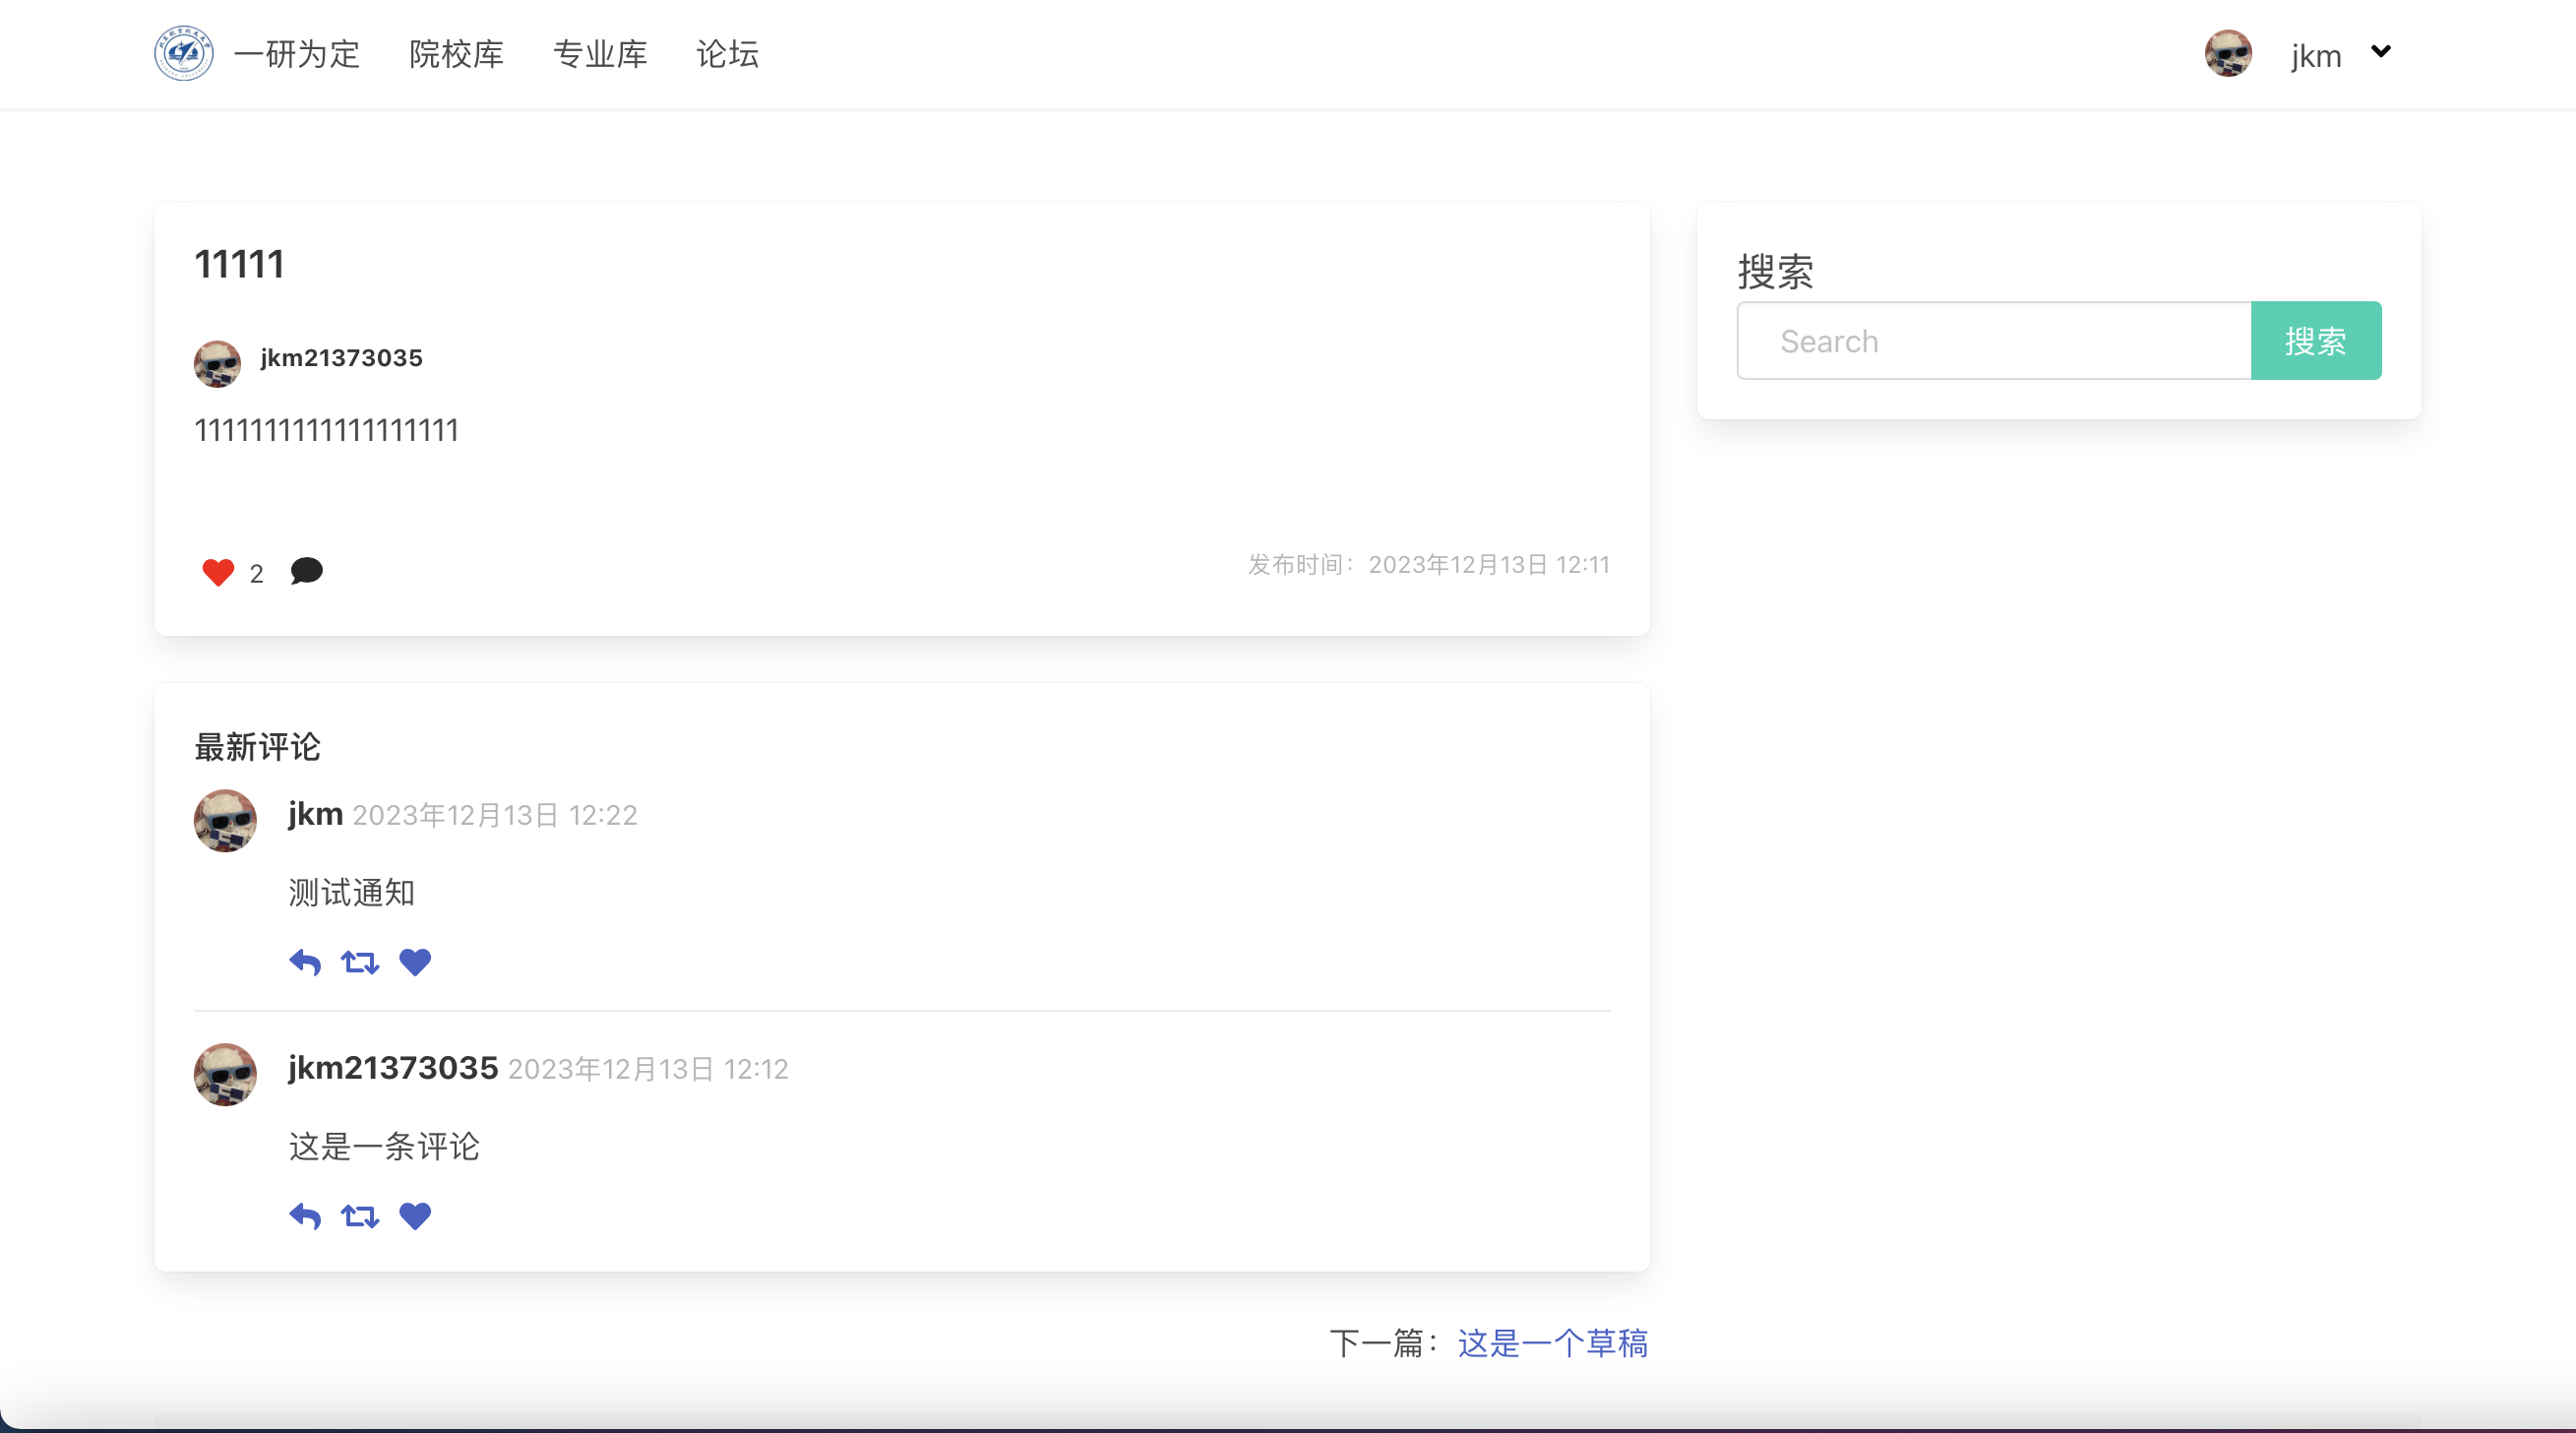 一研为定 院校库 专业库 论坛 jkm
11111
jkm21373035
1111111111111111111
2 发布时间：2023年12月13日 12:11
搜索
Search 搜索
最新评论
jkm 2023年12月13日 12:22
测试通知
jkm21373035 2023年12月13日 12:12
这是一条评论
下一篇：这是一个草稿